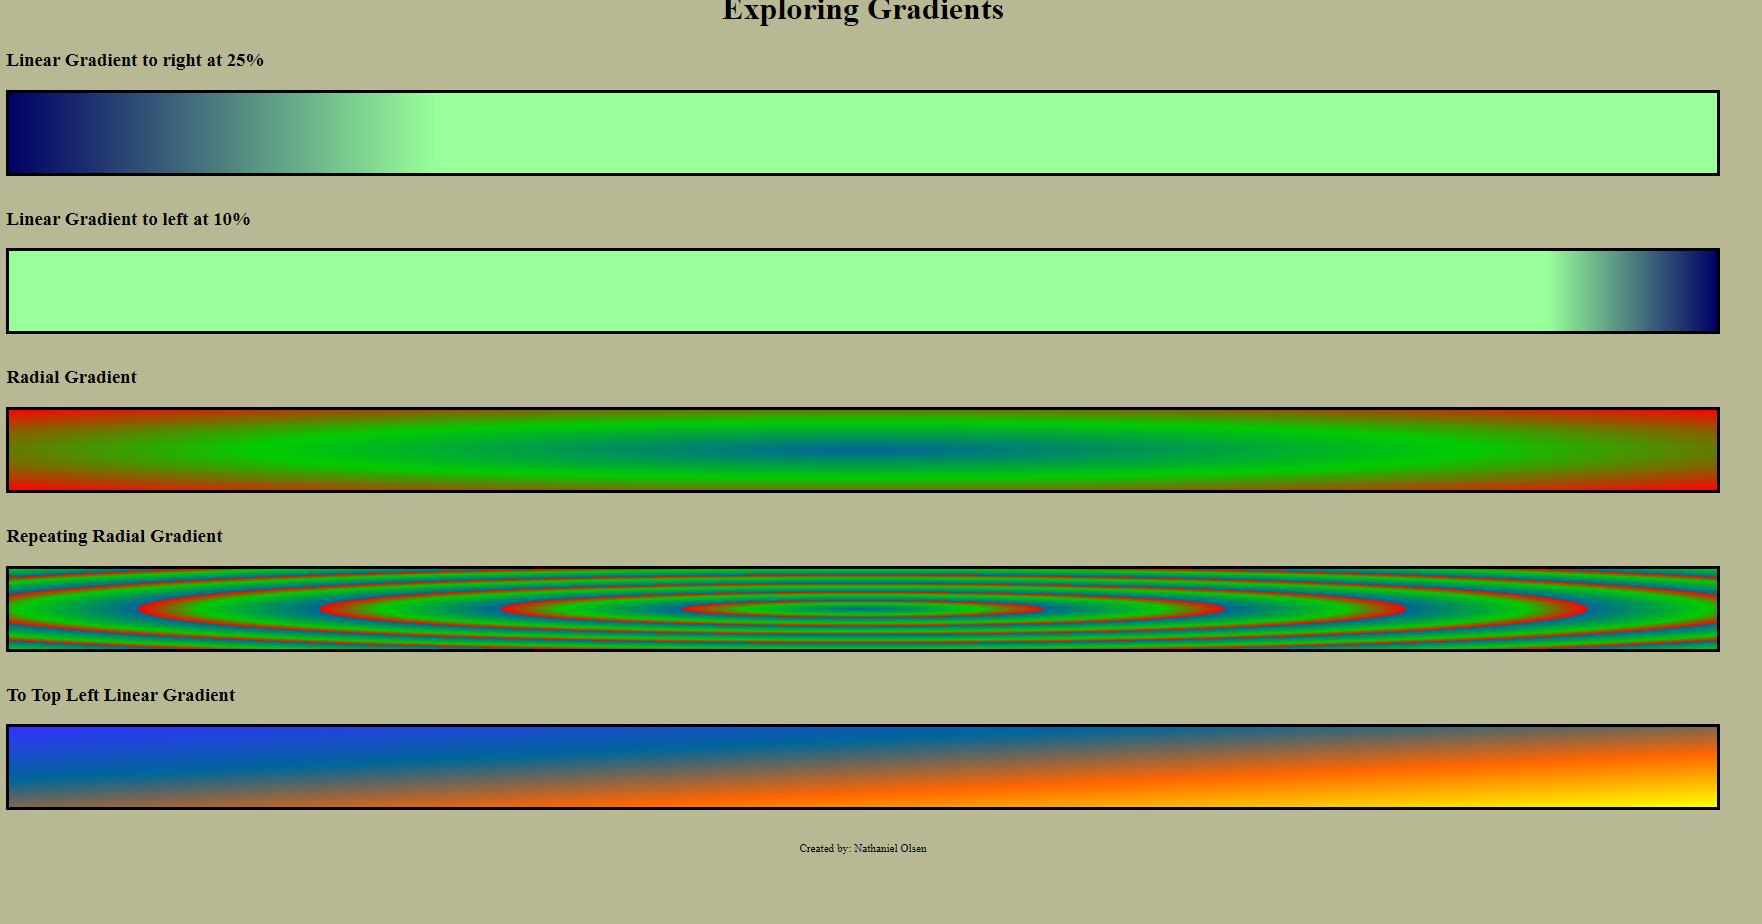 Exploring Gradients
Linear Gradient to right at 25%
Linear Gradient to left at 10%
Radial Gradient
Repeating Radial Gradient
To Top Left Linear Gradient
Created by: Nathaniel Olsen